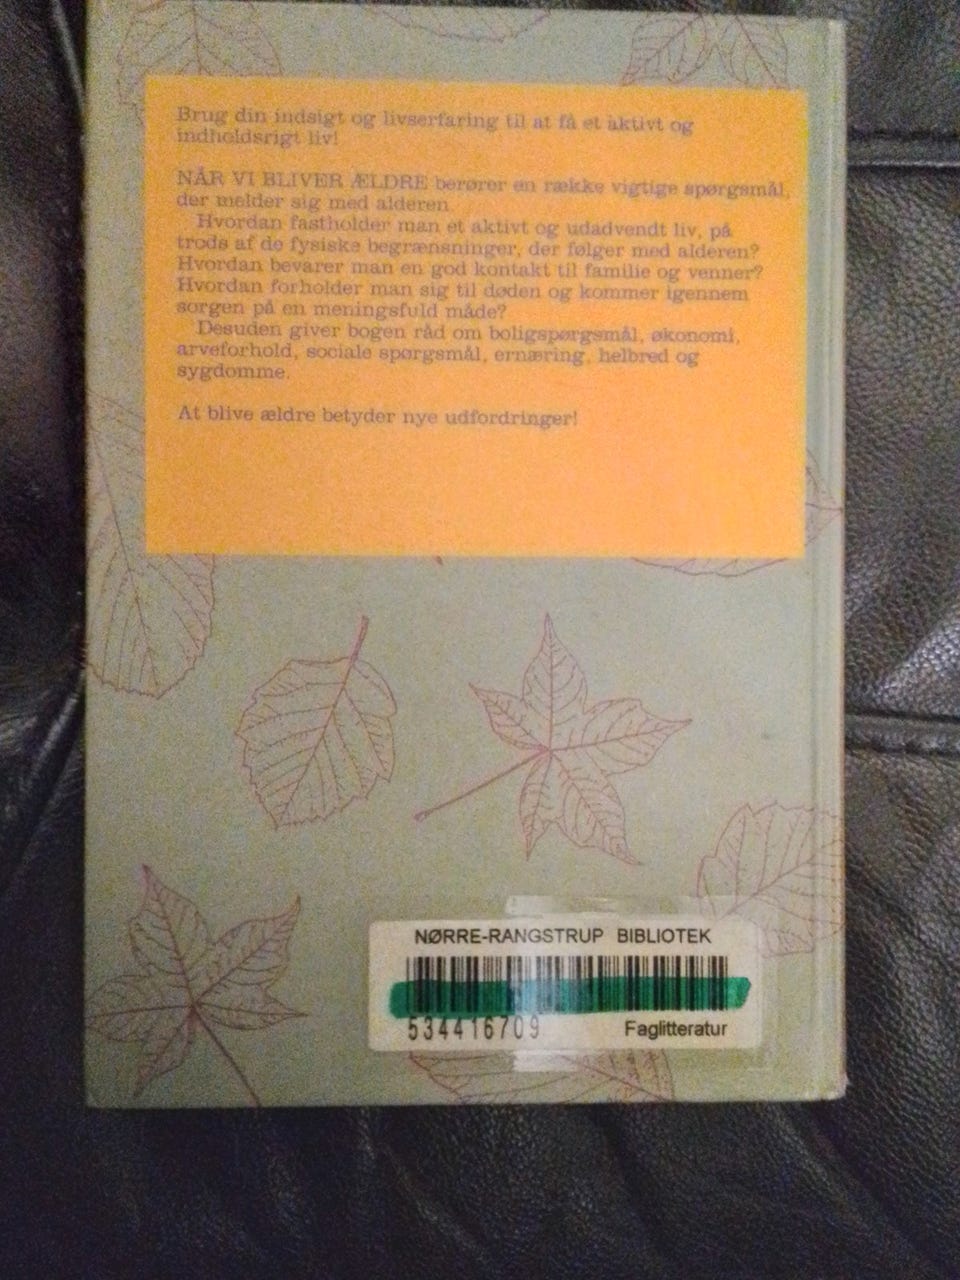 Brug din indsigt og livserfaring til at få et aktivt og
indholdsrigt liv!
NÅR VI BLIVER ÆLDRE berører en række vigtige spørgsmål,
der melder sig med alderen.
Hvordan fastholder man et aktivt og udadvendt liv, på
trods af de fysiske begrænsninger, der følger med alderen?
Hvordan bevarer man en god kontakt til familie og venner?
Hvordan forholder man sig til døden og kommer igennem
sorgen på en meningsfuld måde?
Desuden giver bogen råd om boligspørgsmål, økonomi,
arveforhold, sociale spørgsmål, ernæring, helbred og
sygdomme.
At blive ældre betyder nye udfordringer!
NØRRE-RANGSTRUP BIBLIOTEK
534416709 Faglitteratur